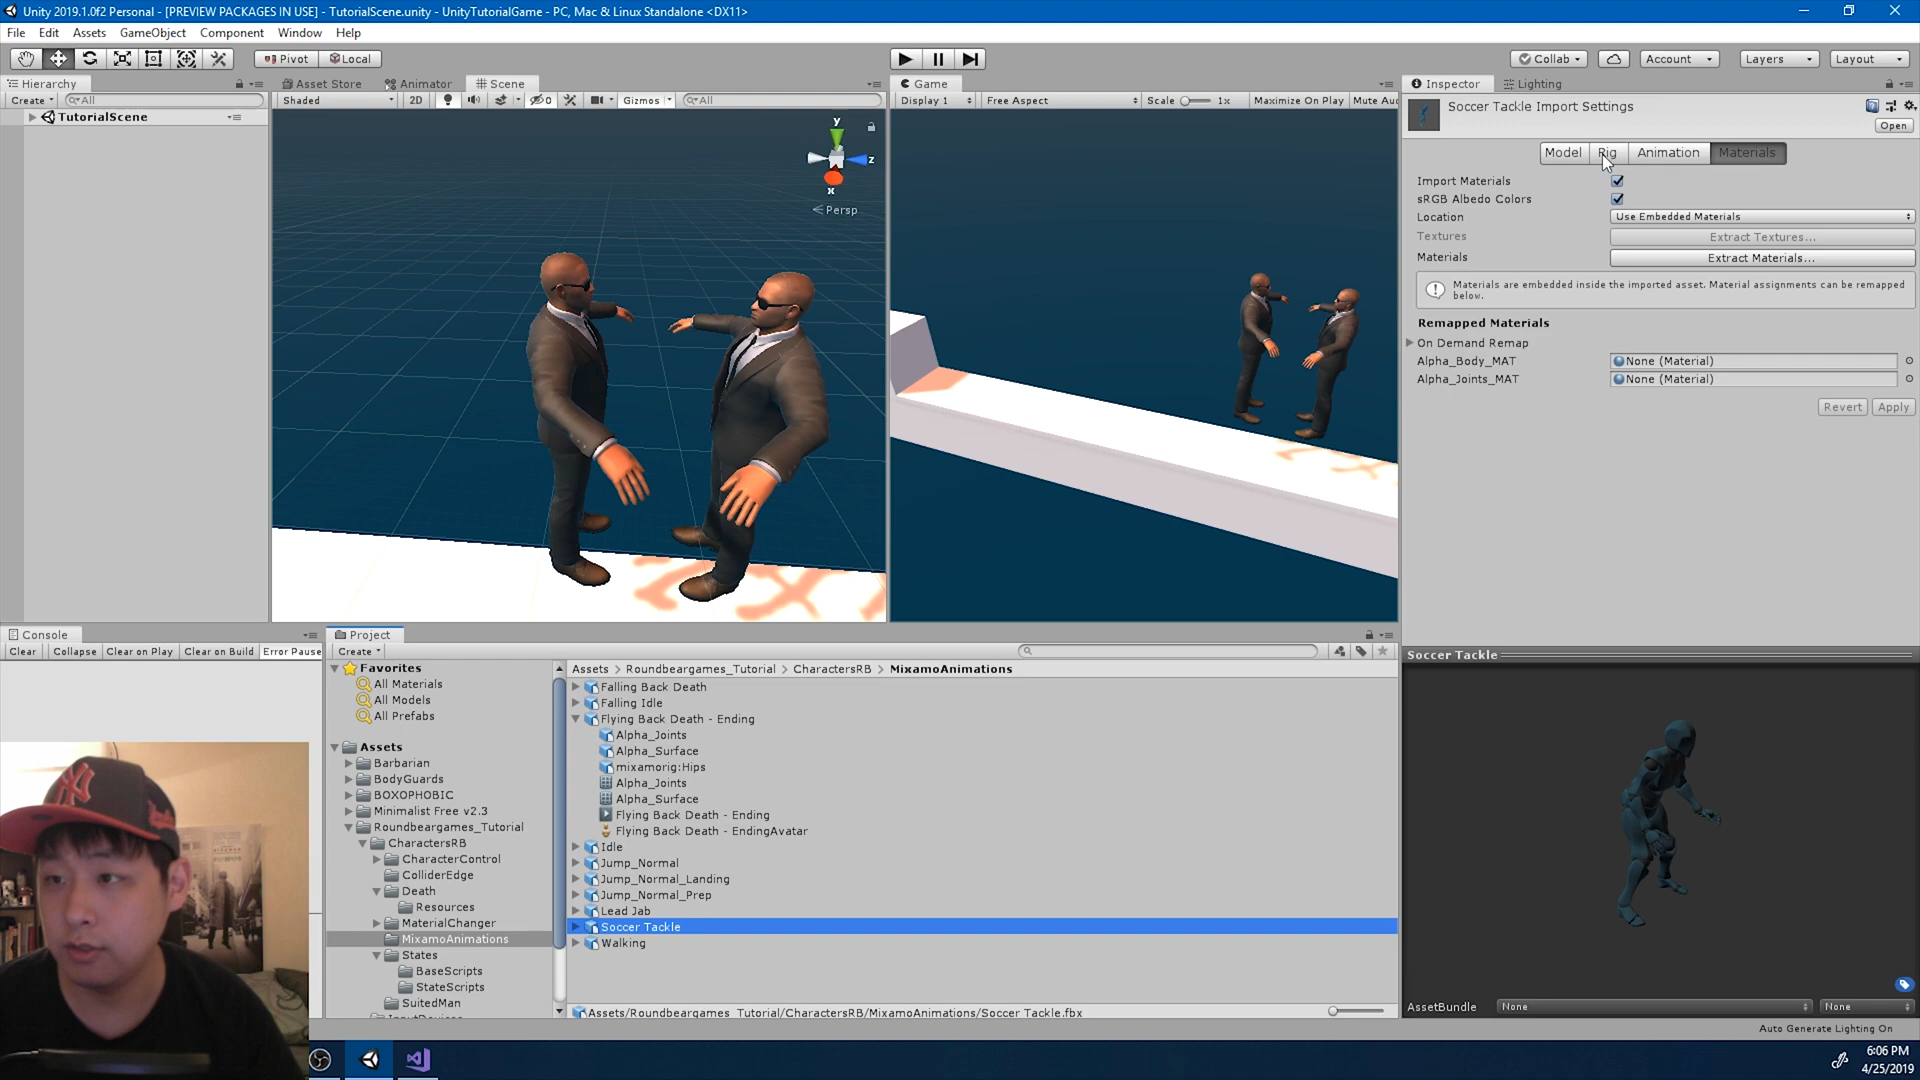 Unity 2019.1.0f2 Personal - [PREVIEW PACKAGES IN USE] - TutorialScene.unity - UnityTutorialGame - PC, Mac & Linux Standalone <DX11>
File Edit Assets GameObject Component Window Help
Pivot Local Collab Account Layers Layout
Hierarchy Asset Store Animator Scene Game Inspector Lighting
Create All Shaded 2D 0 Gizmos All Display 1 Free Aspect Scale 1x Maximize On Play Mute Au
TutorialScene
y
z
x
Persp
Soccer Tackle Import Settings
Open
Model Rig Animation Materials
Import Materials
sRGB Albedo Colors
Location Use Embedded Materials
Textures Extract Textures...
Materials Extract Materials...
Materials are embedded inside the imported asset. Material assignments can be remapped
below.
Remapped Materials
On Demand Remap
Alpha_Body_MAT None (Material)
Alpha_Joints_MAT None (Material)
Revert Apply
Console
Clear Collapse Clear on Play Clear on Build Error Pause
Project
Create
Favorites
All Materials
All Models
All Prefabs
Assets
Barbarian
BodyGuards
BOXOPHOBIC
Minimalist Free v2.3
Roundbeargames_Tutorial
CharactersRB
CharacterControl
ColliderEdge
Death
Resources
MaterialChanger
MixamoAnimations
States
BaseScripts
StateScripts
SuitedMan
Assets > Roundbeargames_Tutorial > CharactersRB > MixamoAnimations
Falling Back Death
Falling Idle
Flying Back Death - Ending
Alpha_Joints
Alpha_Surface
mixamorig:Hips
Alpha_Joints
Alpha_Surface
Flying Back Death - Ending
Flying Back Death - EndingAvatar
Idle
Jump_Normal
Jump_Normal_Landing
Jump_Normal_Prep
Lead Jab
Soccer Tackle
Walking
Assets/Roundbeargames_Tutorial/CharactersRB/MixamoAnimations/Soccer Tackle.fbx
Soccer Tackle
AssetBundle None None
Auto Generate Lighting On
6:06 PM
4/25/2019